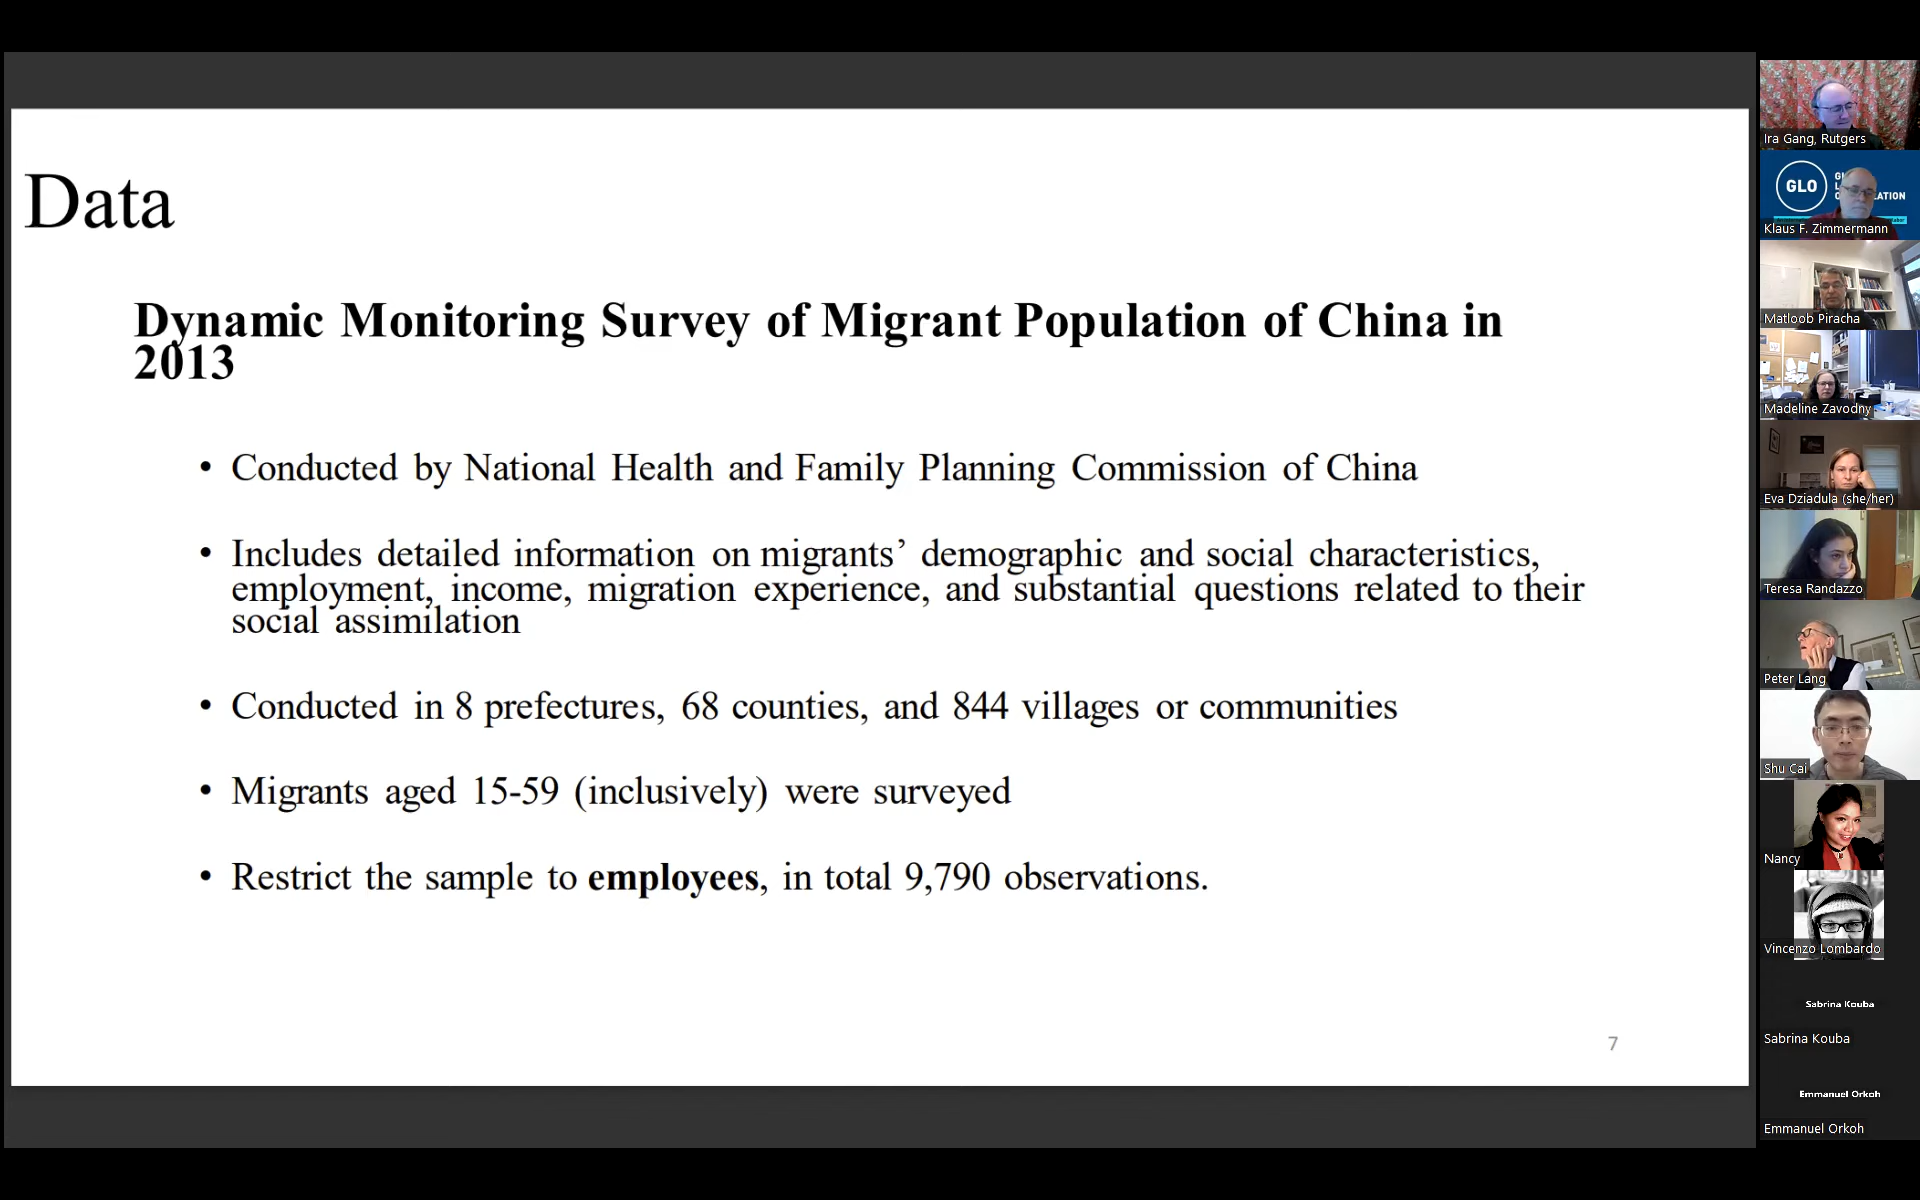 Data
Dynamic Monitoring Survey of Migrant Population of China in
2013
• Conducted by National Health and Family Planning Commission of China
• Includes detailed information on migrants’ demographic and social characteristics,
employment, income, migration experience, and substantial questions related to their
social assimilation
• Conducted in 8 prefectures, 68 counties, and 844 villages or communities
• Migrants aged 15-59 (inclusively) were surveyed
• Restrict the sample to employees, in total 9,790 observations.
7
Ira Gang, Rutgers
GLO
Klaus F. Zimmermann
Matloob Piracha
Madeline Zavodny
Eva Dziadula (she/her)
Teresa Randazzo
Peter Lang
Shu Cai
Nancy
Vincenzo Lombardo
Sabrina Kouba
Sabrina Kouba
Emmanuel Orkoh
Emmanuel Orkoh